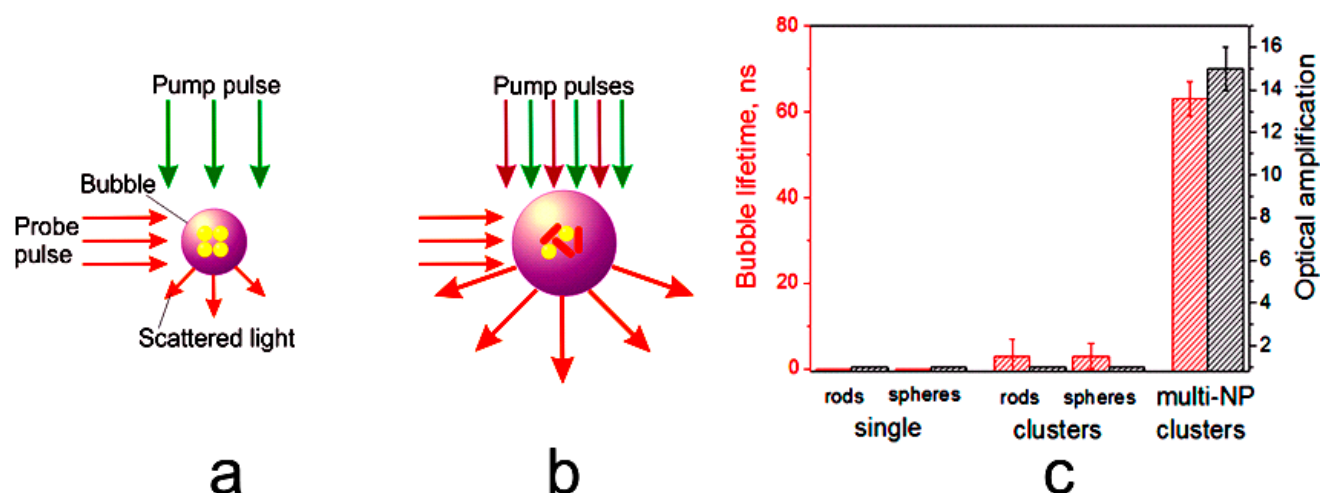 Pump pulse
Bubble
Probe
pulse
Scattered light
a
Pump pulses
b
Bubble lifetime, ns
80
60
40
20
0
16
14
12
10
8
6
4
2
Optical amplification
rods spheres
single
rods spheres
clusters
multi-NP
clusters
c